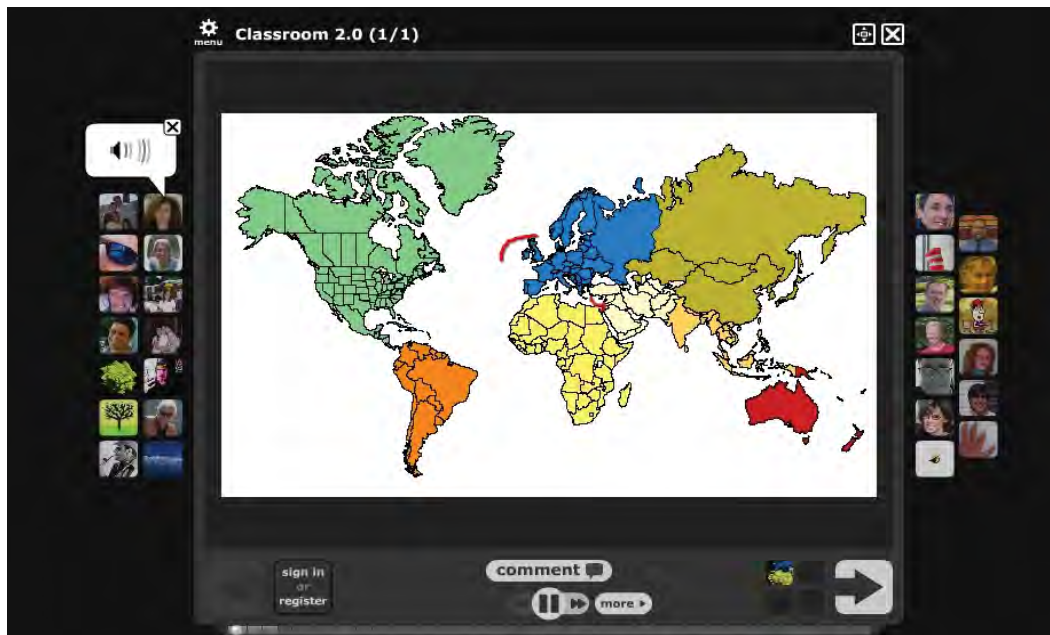 Classroom 2.0 (1/1)
menu
comment
sign in
or
register
more